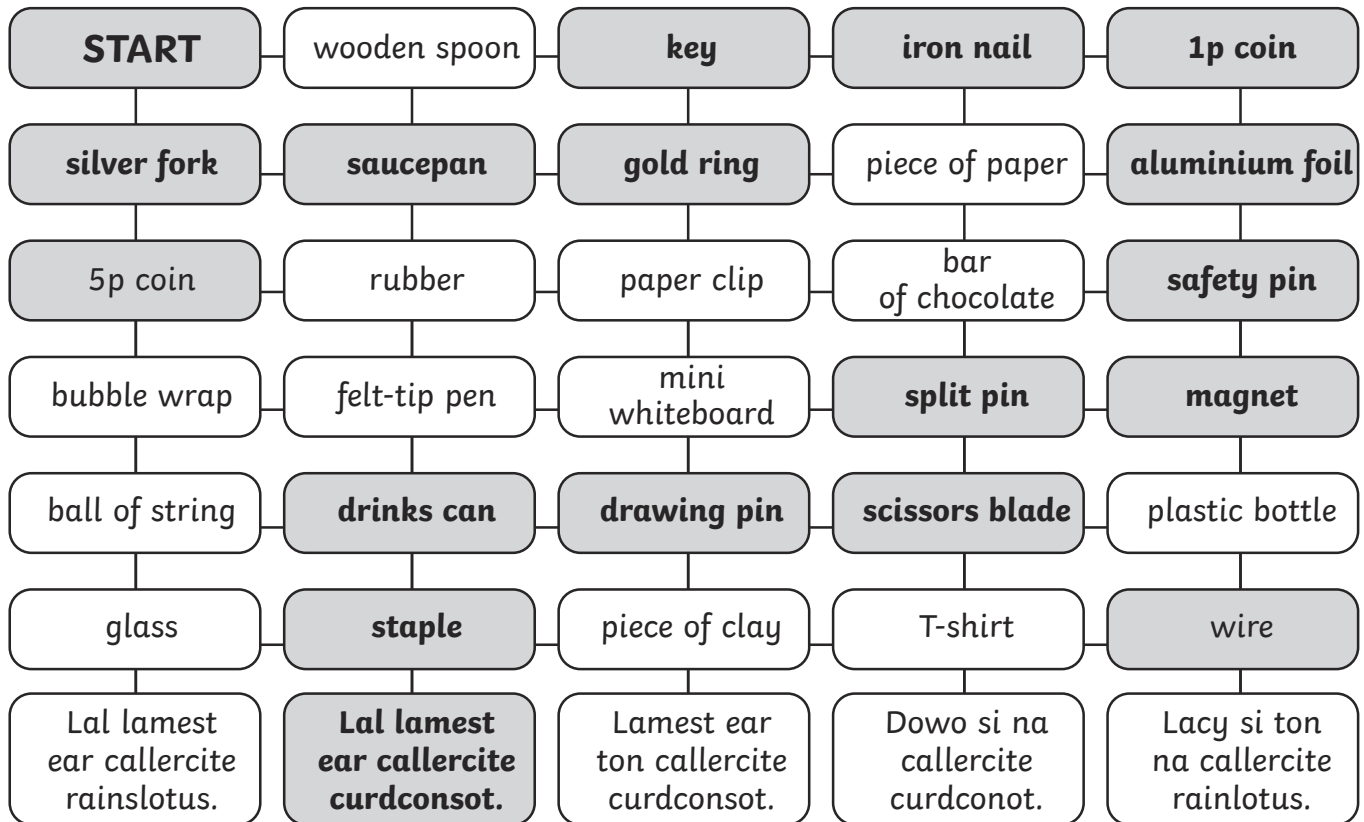 START
wooden spoon
key
iron nail
1p coin
silver fork
saucepan
gold ring
piece of paper
aluminium foil
5p coin
rubber
paper clip
bar
of chocolate
safety pin
bubble wrap
felt-tip pen
mini
whiteboard
split pin
magnet
ball of string
drinks can
drawing pin
scissors blade
plastic bottle
glass
staple
piece of clay
T-shirt
wire
Lal lamest
ear callercite
rainslotus.
Lal lamest
ear callercite
curdconsot.
Lamest ear
ton callercite
curdconsot.
Dowo si na
callercite
curdconot.
Lacy si ton
na callercite
rainlotus.